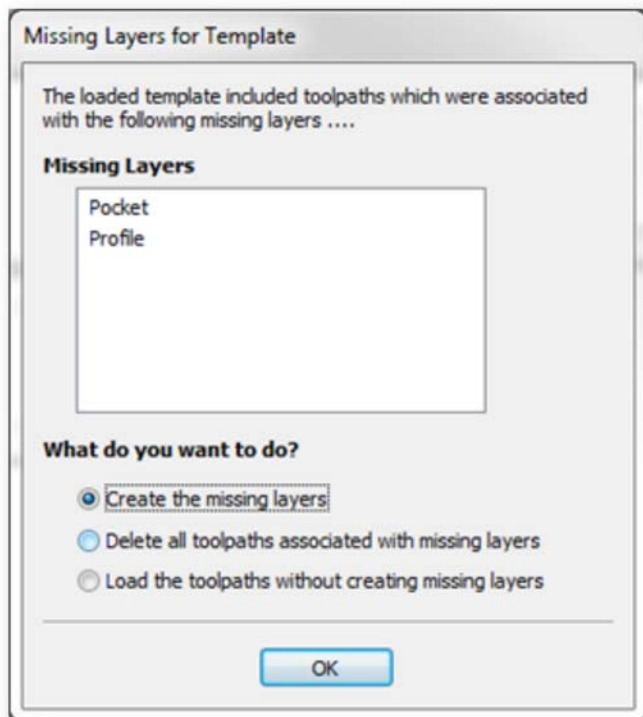 Missing Layers for Template
The loaded template included toolpaths which were associated
with the following missing layers ....
Missing Layers
Pocket
Profile
What do you want to do?
Create the missing layers
Delete all toolpaths associated with missing layers
Load the toolpaths without creating missing layers
OK